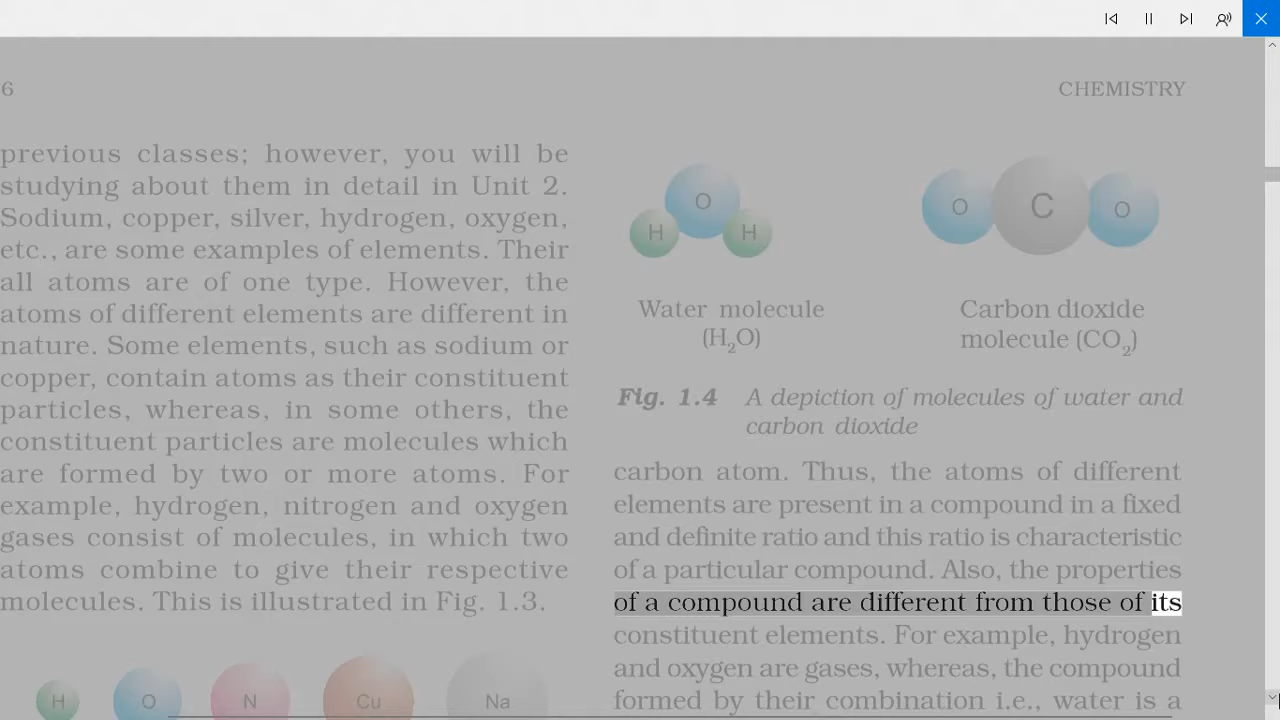 6
CHEMISTRY
previous classes; however, you will be
studying about them in detail in Unit 2.
Sodium, copper, silver, hydrogen, oxygen,
etc., are some examples of elements. Their
all atoms are of one type. However, the
atoms of different elements are different in
nature. Some elements, such as sodium or
copper, contain atoms as their constituent
particles, whereas, in some others, the
constituent particles are molecules which
are formed by two or more atoms. For
example, hydrogen, nitrogen and oxygen
gases consist of molecules, in which two
atoms combine to give their respective
molecules. This is illustrated in Fig. 1.3.
H O N Cu Na
O
H H
O C O
Water molecule
(H₂O)
Carbon dioxide
molecule (CO₂)
Fig. 1.4 A depiction of molecules of water and
carbon dioxide
carbon atom. Thus, the atoms of different
elements are present in a compound in a fixed
and definite ratio and this ratio is characteristic
of a particular compound. Also, the properties
of a compound are different from those of its
constituent elements. For example, hydrogen
and oxygen are gases, whereas, the compound
formed by their combination i.e., water is a